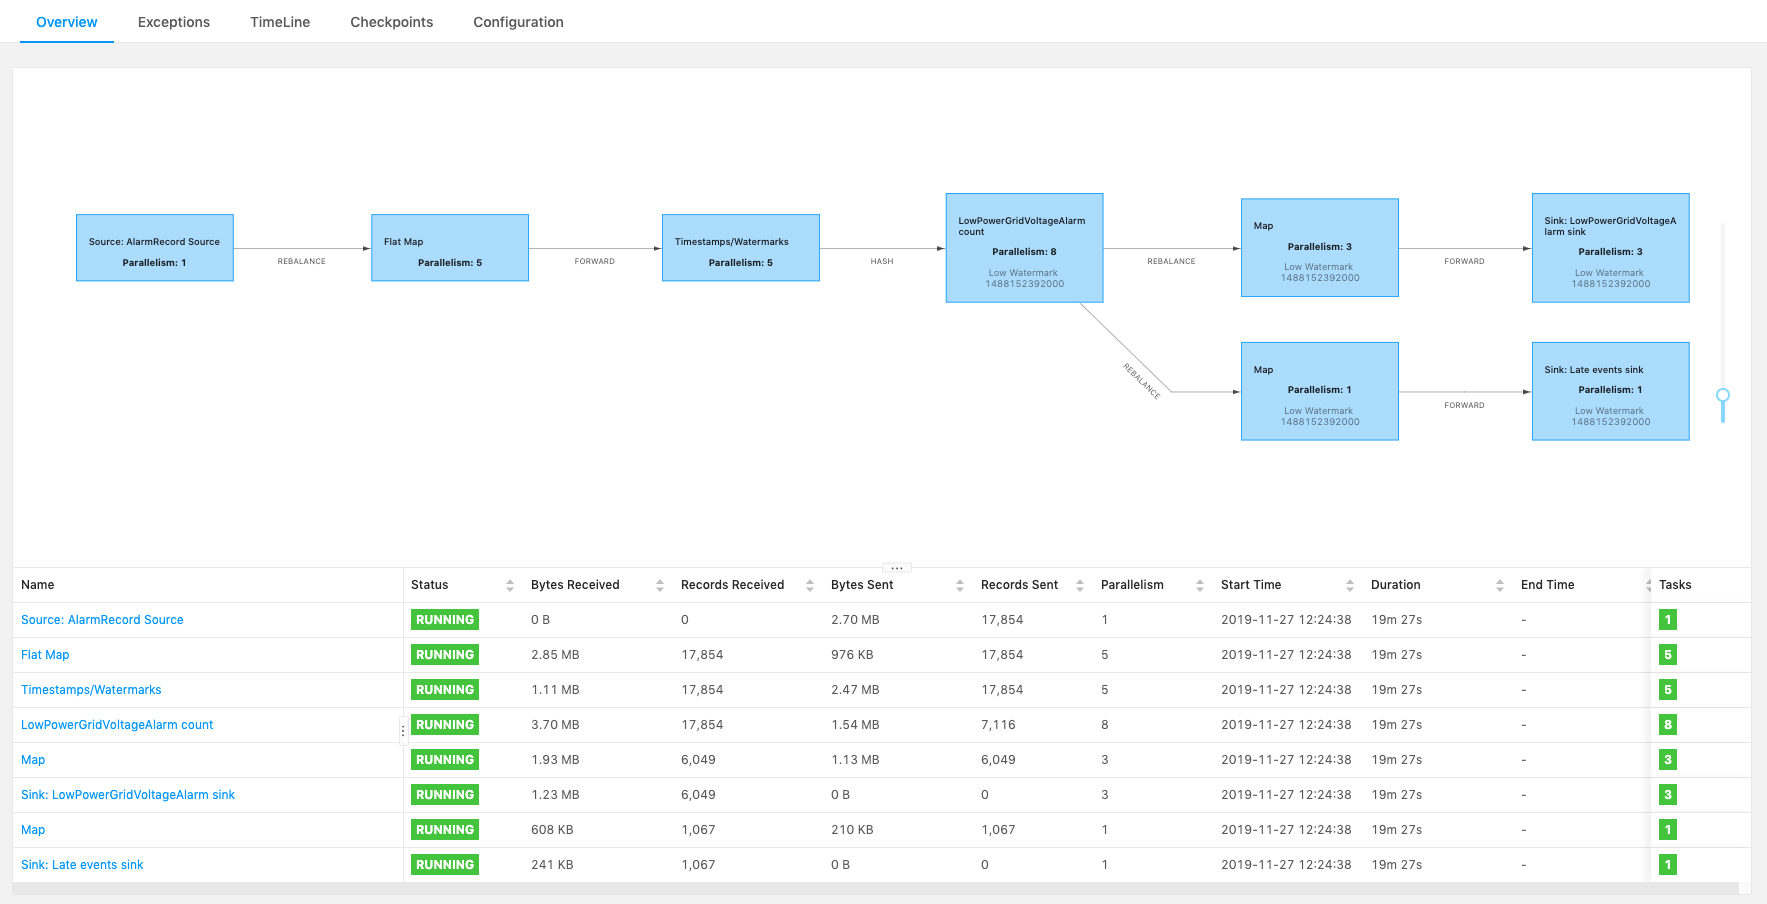 Overview Exceptions TimeLine Checkpoints Configuration
Source: AlarmRecord Source
Parallelism: 1
REBALANCE
Flat Map
Parallelism: 5
FORWARD
Timestamps/Watermarks
Parallelism: 5
HASH
LowPowerGridVoltageAlarm
count
Parallelism: 8
Low Watermark
1488152392000
REBALANCE
Map
Parallelism: 3
Low Watermark
1488152392000
FORWARD
Sink: LowPowerGridVoltageA
larm sink
Parallelism: 3
Low Watermark
1488152392000
REBALANCE
Map
Parallelism: 1
Low Watermark
1488152392000
FORWARD
Sink: Late events sink
Parallelism: 1
Low Watermark
1488152392000
Name Status Bytes Received Records Received Bytes Sent Records Sent Parallelism Start Time Duration End Time Tasks
Source: AlarmRecord Source RUNNING 0 B 0 2.70 MB 17,854 1 2019-11-27 12:24:38 19m 27s - 1
Flat Map RUNNING 2.85 MB 17,854 976 KB 17,854 5 2019-11-27 12:24:38 19m 27s - 5
Timestamps/Watermarks RUNNING 1.11 MB 17,854 2.47 MB 17,854 5 2019-11-27 12:24:38 19m 27s - 5
LowPowerGridVoltageAlarm count RUNNING 3.70 MB 17,854 1.54 MB 7,116 8 2019-11-27 12:24:38 19m 27s - 8
Map RUNNING 1.93 MB 6,049 1.13 MB 6,049 3 2019-11-27 12:24:38 19m 27s - 3
Sink: LowPowerGridVoltageAlarm sink RUNNING 1.23 MB 6,049 0 B 0 3 2019-11-27 12:24:38 19m 27s - 3
Map RUNNING 608 KB 1,067 210 KB 1,067 1 2019-11-27 12:24:38 19m 27s - 1
Sink: Late events sink RUNNING 241 KB 1,067 0 B 0 1 2019-11-27 12:24:38 19m 27s - 1